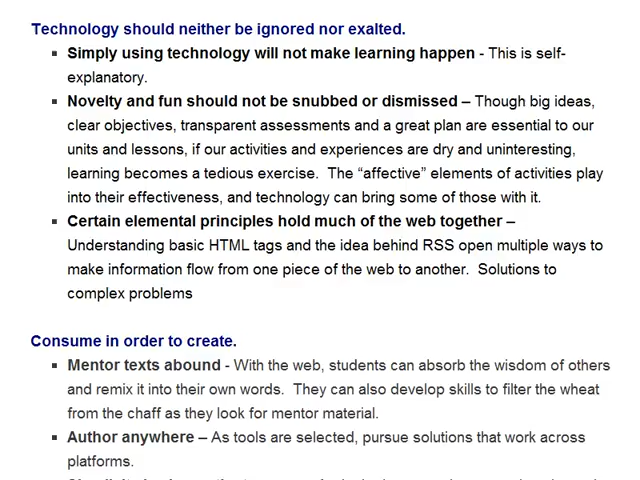 Technology should neither be ignored nor exalted.
▪ Simply using technology will not make learning happen - This is self-
explanatory.
▪ Novelty and fun should not be snubbed or dismissed – Though big ideas,
clear objectives, transparent assessments and a great plan are essential to our
units and lessons, if our activities and experiences are dry and uninteresting,
learning becomes a tedious exercise.  The “affective” elements of activities play
into their effectiveness, and technology can bring some of those with it.
▪ Certain elemental principles hold much of the web together –
Understanding basic HTML tags and the idea behind RSS open multiple ways to
make information flow from one piece of the web to another.  Solutions to
complex problems
Consume in order to create.
▪ Mentor texts abound - With the web, students can absorb the wisdom of others
and remix it into their own words.  They can also develop skills to filter the wheat
from the chaff as they look for mentor material.
▪ Author anywhere – As tools are selected, pursue solutions that work across
platforms.